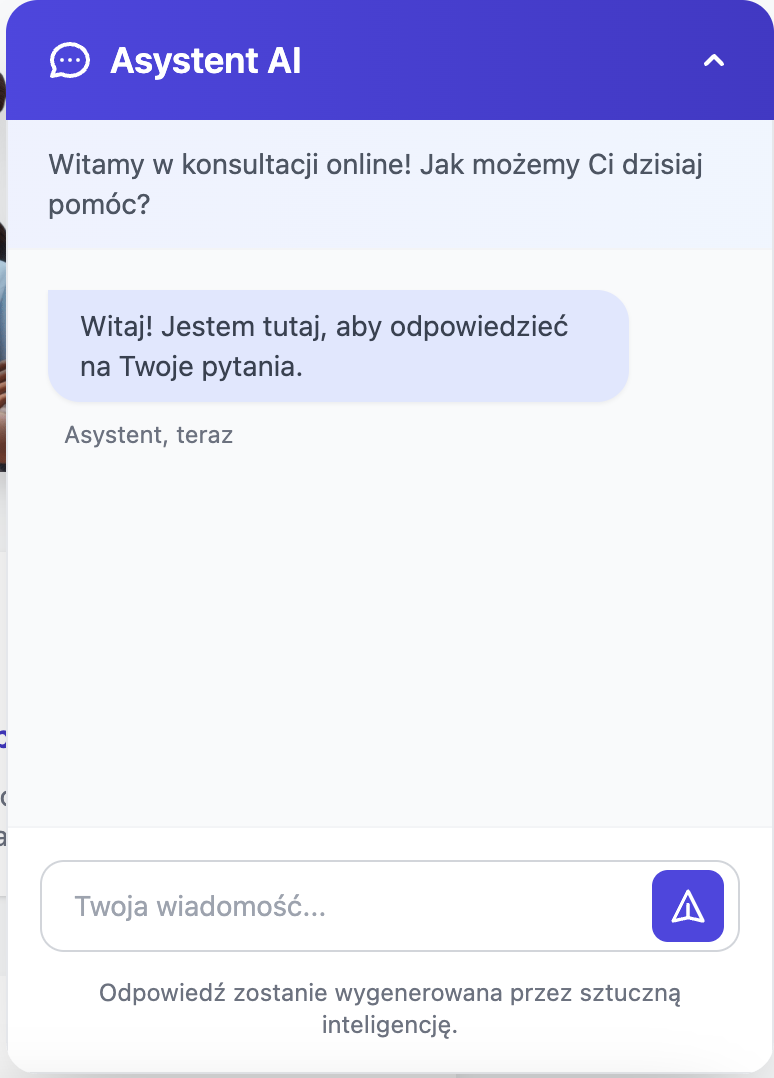 Asystent AI
Witamy w konsultacji online! Jak możemy Ci dzisiaj
pomóc?
Witaj! Jestem tutaj, aby odpowiedzieć
na Twoje pytania.
Asystent, teraz
Twoja wiadomość...
Odpowiedź zostanie wygenerowana przez sztuczną
inteligencję.